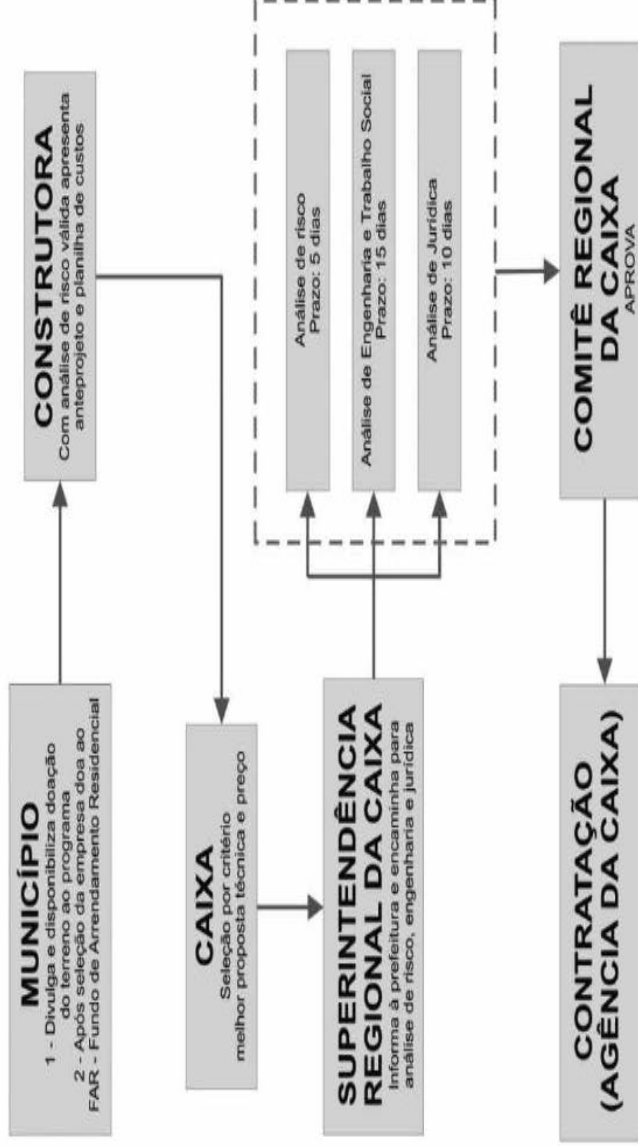 MUNICÍPIO
1 - Divulga e disponibiliza doação
do terreno ao programa
2 - Após seleção da empresa doa ao
FAR - Fundo de Arrendamento Residencial
CONSTRUTORA
Com análise de risco válida apresenta
anteprojeto e planilha de custos
CAIXA
Seleção por critério
melhor proposta técnica e preço
SUPERINTENDÊNCIA
REGIONAL DA CAIXA
Informa à prefeitura e encaminha para
análise de risco, engenharia e jurídica
Análise de risco
Prazo: 5 dias
Análise de Engenharia e Trabalho Social
Prazo: 15 dias
Análise de Jurídica
Prazo: 10 dias
COMITÊ REGIONAL
DA CAIXA
APROVA
CONTRATAÇÃO
(AGÊNCIA DA CAIXA)